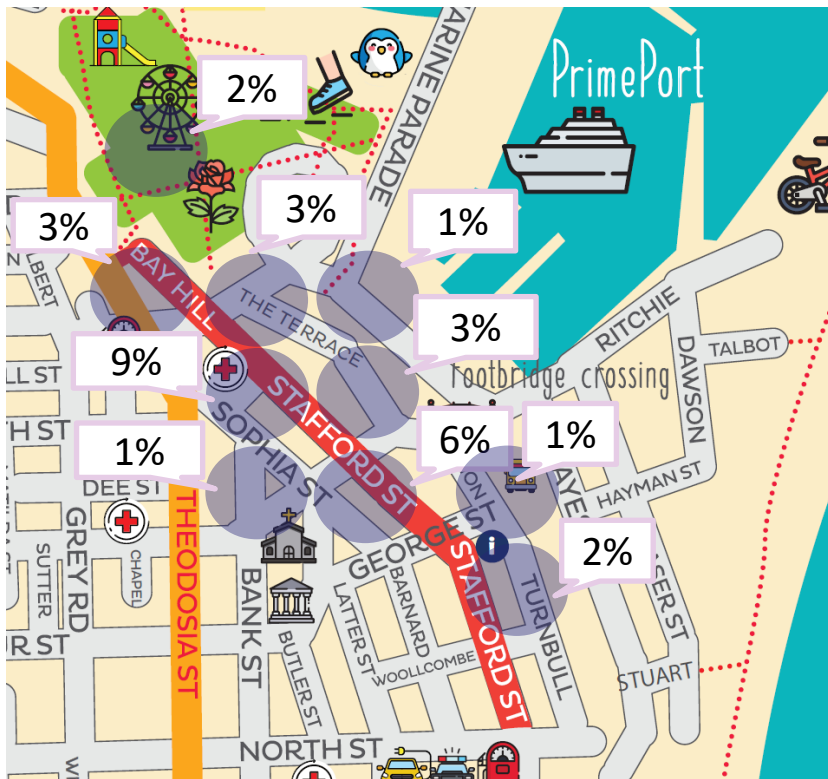 2%
PrimePort
MARINE PARADE
3%
3%
1%
BAY HILL
THE TERRACE
3%
RITCHIE
9%
TALBOT
DAWSON
footbridge crossing
STAFFORD ST
SOPHIA ST
1%
6%
1%
DEE ST
HAYMAN ST
GREY RD
THEODOSIA ST
GEORGE ST
i
STAFFORD ST
2%
SUTTER
CHAPEL
BANK ST
LATTER ST
BARNARD
TURNBULL
BUTLER ST
WOOLLCOMBE
STUART
NORTH ST